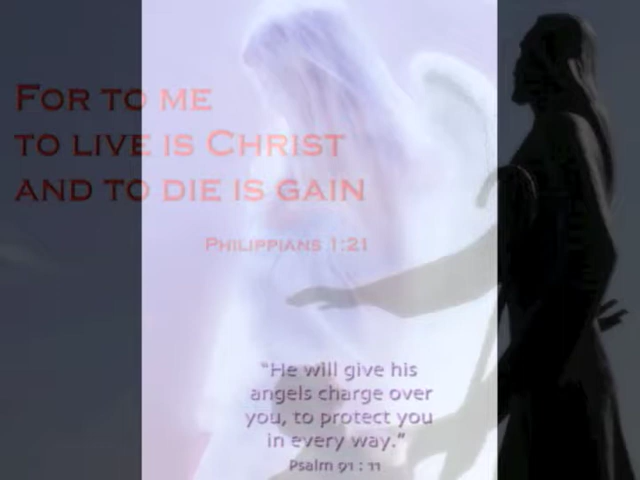 For to me
to live is Christ
and to die is gain
Philippians 1:21
“He will give his
angels charge over
you, to protect you
in every way.”
Psalm 91 : 11